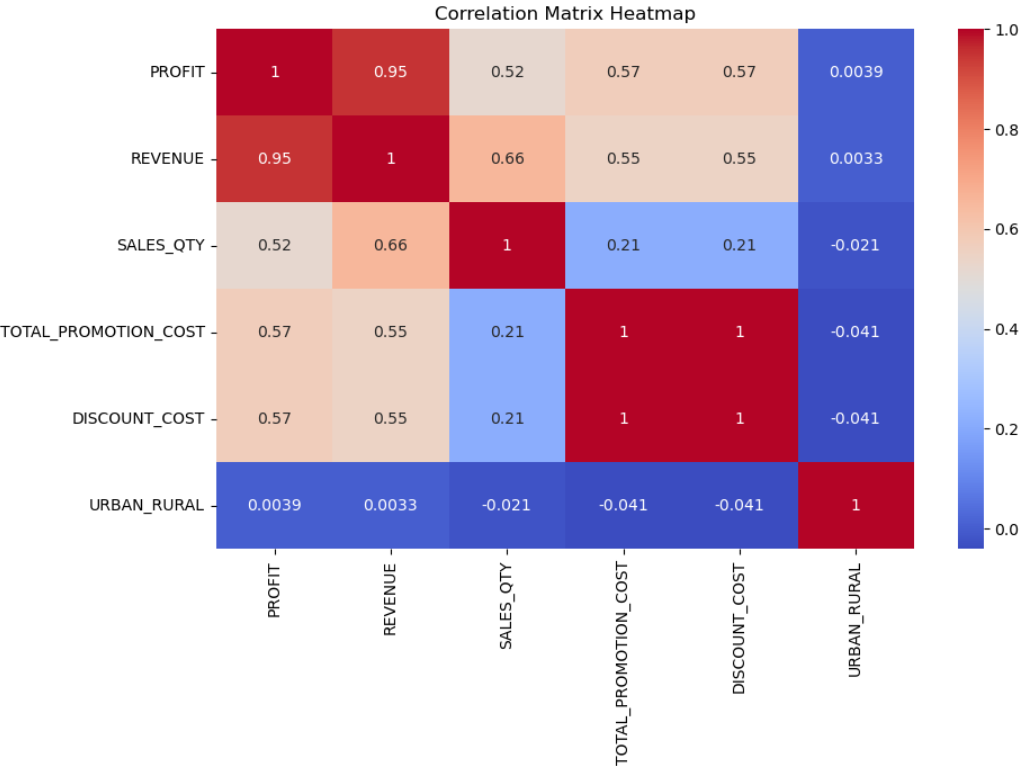 Correlation Matrix Heatmap
PROFIT 1 0.95 0.52 0.57 0.57 0.0039
REVENUE 0.95 1 0.66 0.55 0.55 0.0033
SALES_QTY 0.52 0.66 1 0.21 0.21 -0.021
TOTAL_PROMOTION_COST 0.57 0.55 0.21 1 1 -0.041
DISCOUNT_COST 0.57 0.55 0.21 1 1 -0.041
URBAN_RURAL 0.0039 0.0033 -0.021 -0.041 -0.041 1
PROFIT
REVENUE
SALES_QTY
TOTAL_PROMOTION_COST
DISCOUNT_COST
URBAN_RURAL
1.0
0.8
0.6
0.4
0.2
0.0